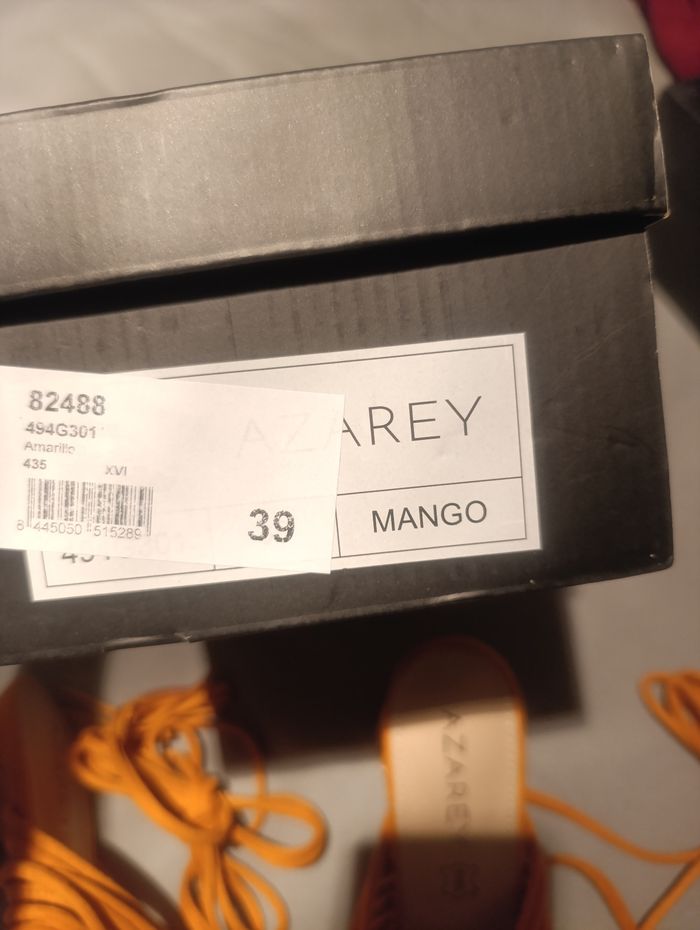 82488
494G301
Amarillo
435 XVI
8 445050 515289
39
AZAREY
MANGO
AZAREY